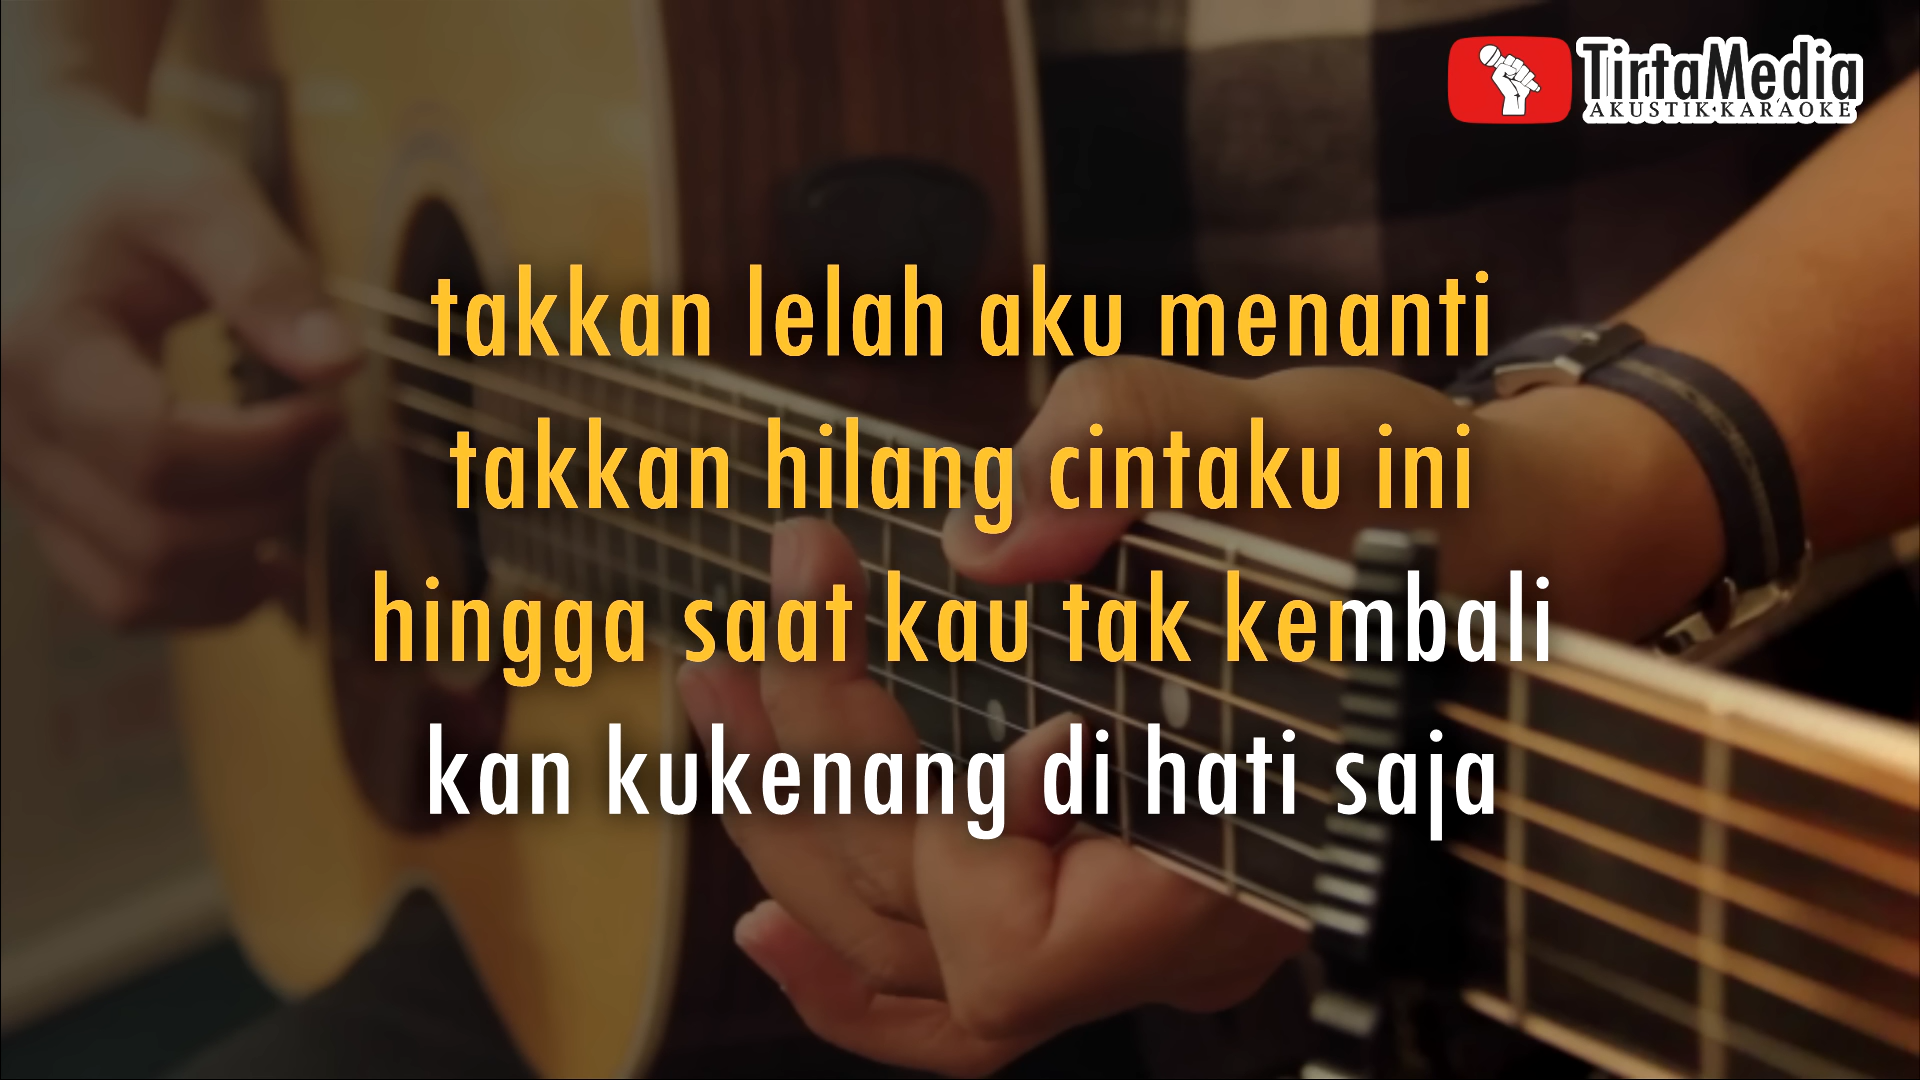 TirtaMedia
AKUSTIK KARAOKE
takkan lelah aku menanti
takkan hilang cintaku ini
hingga saat kau tak kembali
kan kukenang di hati saja